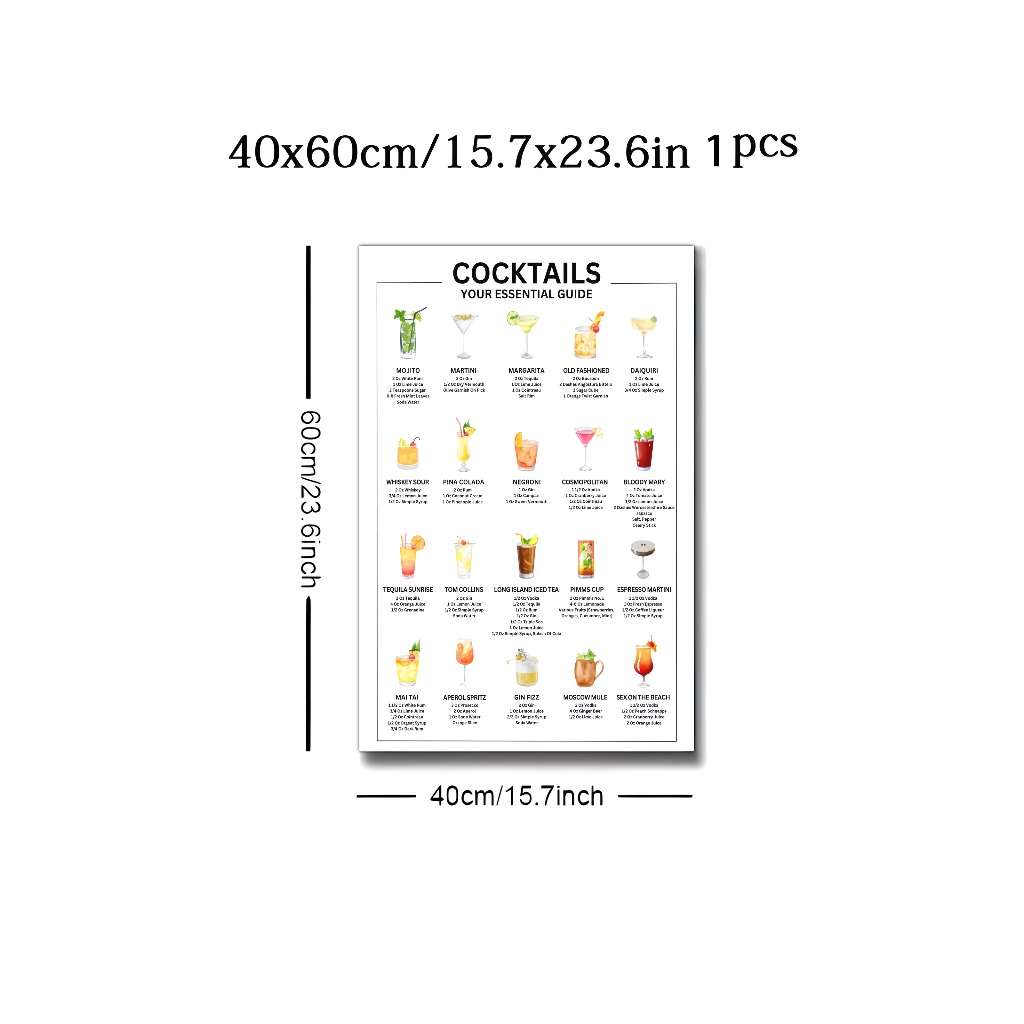 40x60cm/15.7x23.6in 1pcs
60cm/23.6inch
COCKTAILS
YOUR ESSENTIAL GUIDE
MOJITO
2 Oz White Rum
1 Oz Lime Juice
2 Teaspoons Sugar
6-8 Fresh Mint Leaves
Soda Water
MARTINI
3 Oz Gin
1/2 Oz Dry Vermouth
Olive Garnish On Pick
MARGARITA
2 Oz Tequila
1 Oz Lime Juice
1 Oz Cointreau
Salt Rim
OLD FASHIONED
2 Oz Bourbon
2 Dashes Angostura Bitters
1 Sugar Cube
1 Orange Twist Garnish
DAIQUIRI
2 Oz Rum
1 Oz Lime Juice
3/4 Oz Simple Syrup
WHISKEY SOUR
2 Oz Whiskey
3/4 Oz Lemon Juice
1/2 Oz Simple Syrup
PINA COLADA
2 Oz Rum
1 Oz Coconut Cream
1 Oz Pineapple Juice
NEGRONI
1 Oz Gin
1 Oz Campari
1 Oz Sweet Vermouth
COSMOPOLITAN
1 1/2 Oz Vodka
1 Oz Cranberry Juice
1/2 Oz Cointreau
1/2 Oz Lime Juice
BLOODY MARY
2 Oz Vodka
4 Oz Tomato Juice
1/2 Oz Lemon Juice
2 Dashes Worcestershire Sauce
Tabasco
Salt, Pepper
Celery Stick
TEQUILA SUNRISE
2 Oz Tequila
4 Oz Orange Juice
1/2 Oz Grenadine
TOM COLLINS
2 Oz Gin
1 Oz Lemon Juice
1/2 Oz Simple Syrup
Soda Water
LONG ISLAND ICED TEA
1/2 Oz Vodka
1/2 Oz Tequila
1/2 Oz Rum
1/2 Oz Gin
1/2 Oz Triple Sec
1 Oz Lemon Juice
1/2 Oz Simple Syrup, Splash Of Cola
PIMMS CUP
2 Oz Pimms No. 1
4-6 Oz Lemonade
Various Fruits (Strawberries,
Oranges, Cucumber, Mint)
ESPRESSO MARTINI
1 1/2 Oz Vodka
1 Oz Fresh Espresso
1/2 Oz Coffee Liqueur
1/2 Oz Simple Syrup
MAI TAI
1 1/2 Oz White Rum
3/4 Oz Lime Juice
1/2 Oz Cointreau
1/2 Oz Orgeat Syrup
3/4 Oz Dark Rum
APEROL SPRITZ
3 Oz Prosecco
2 Oz Aperol
1 Oz Soda Water
Orange Slice
GIN FIZZ
2 Oz Gin
1 Oz Lemon Juice
2/3 Oz Simple Syrup
Soda Water
MOSCOW MULE
2 Oz Vodka
4 Oz Ginger Beer
1/2 Oz Lime Juice
SEX ON THE BEACH
1 1/2 Oz Vodka
1/2 Oz Peach Schnapps
2 Oz Cranberry Juice
2 Oz Orange Juice
40cm/15.7inch